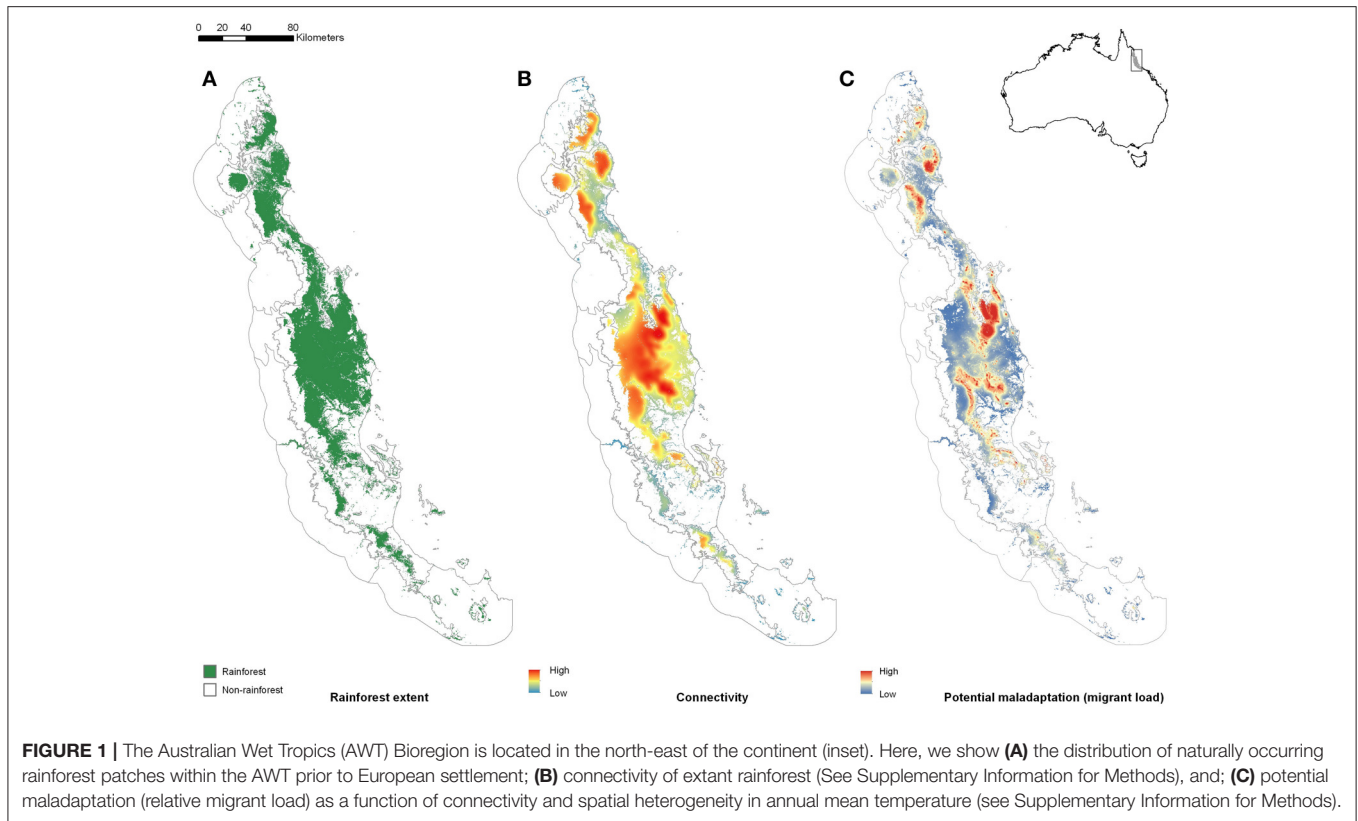 0 20 40 80
Kilometers
A
B
C
Rainforest
Non-rainforest
Rainforest extent
High
Low
Connectivity
High
Low
Potential maladaptation (migrant load)
FIGURE 1 | The Australian Wet Tropics (AWT) Bioregion is located in the north-east of the continent (inset). Here, we show (A) the distribution of naturally occurring
rainforest patches within the AWT prior to European settlement; (B) connectivity of extant rainforest (See Supplementary Information for Methods), and; (C) potential
maladaptation (relative migrant load) as a function of connectivity and spatial heterogeneity in annual mean temperature (see Supplementary Information for Methods).